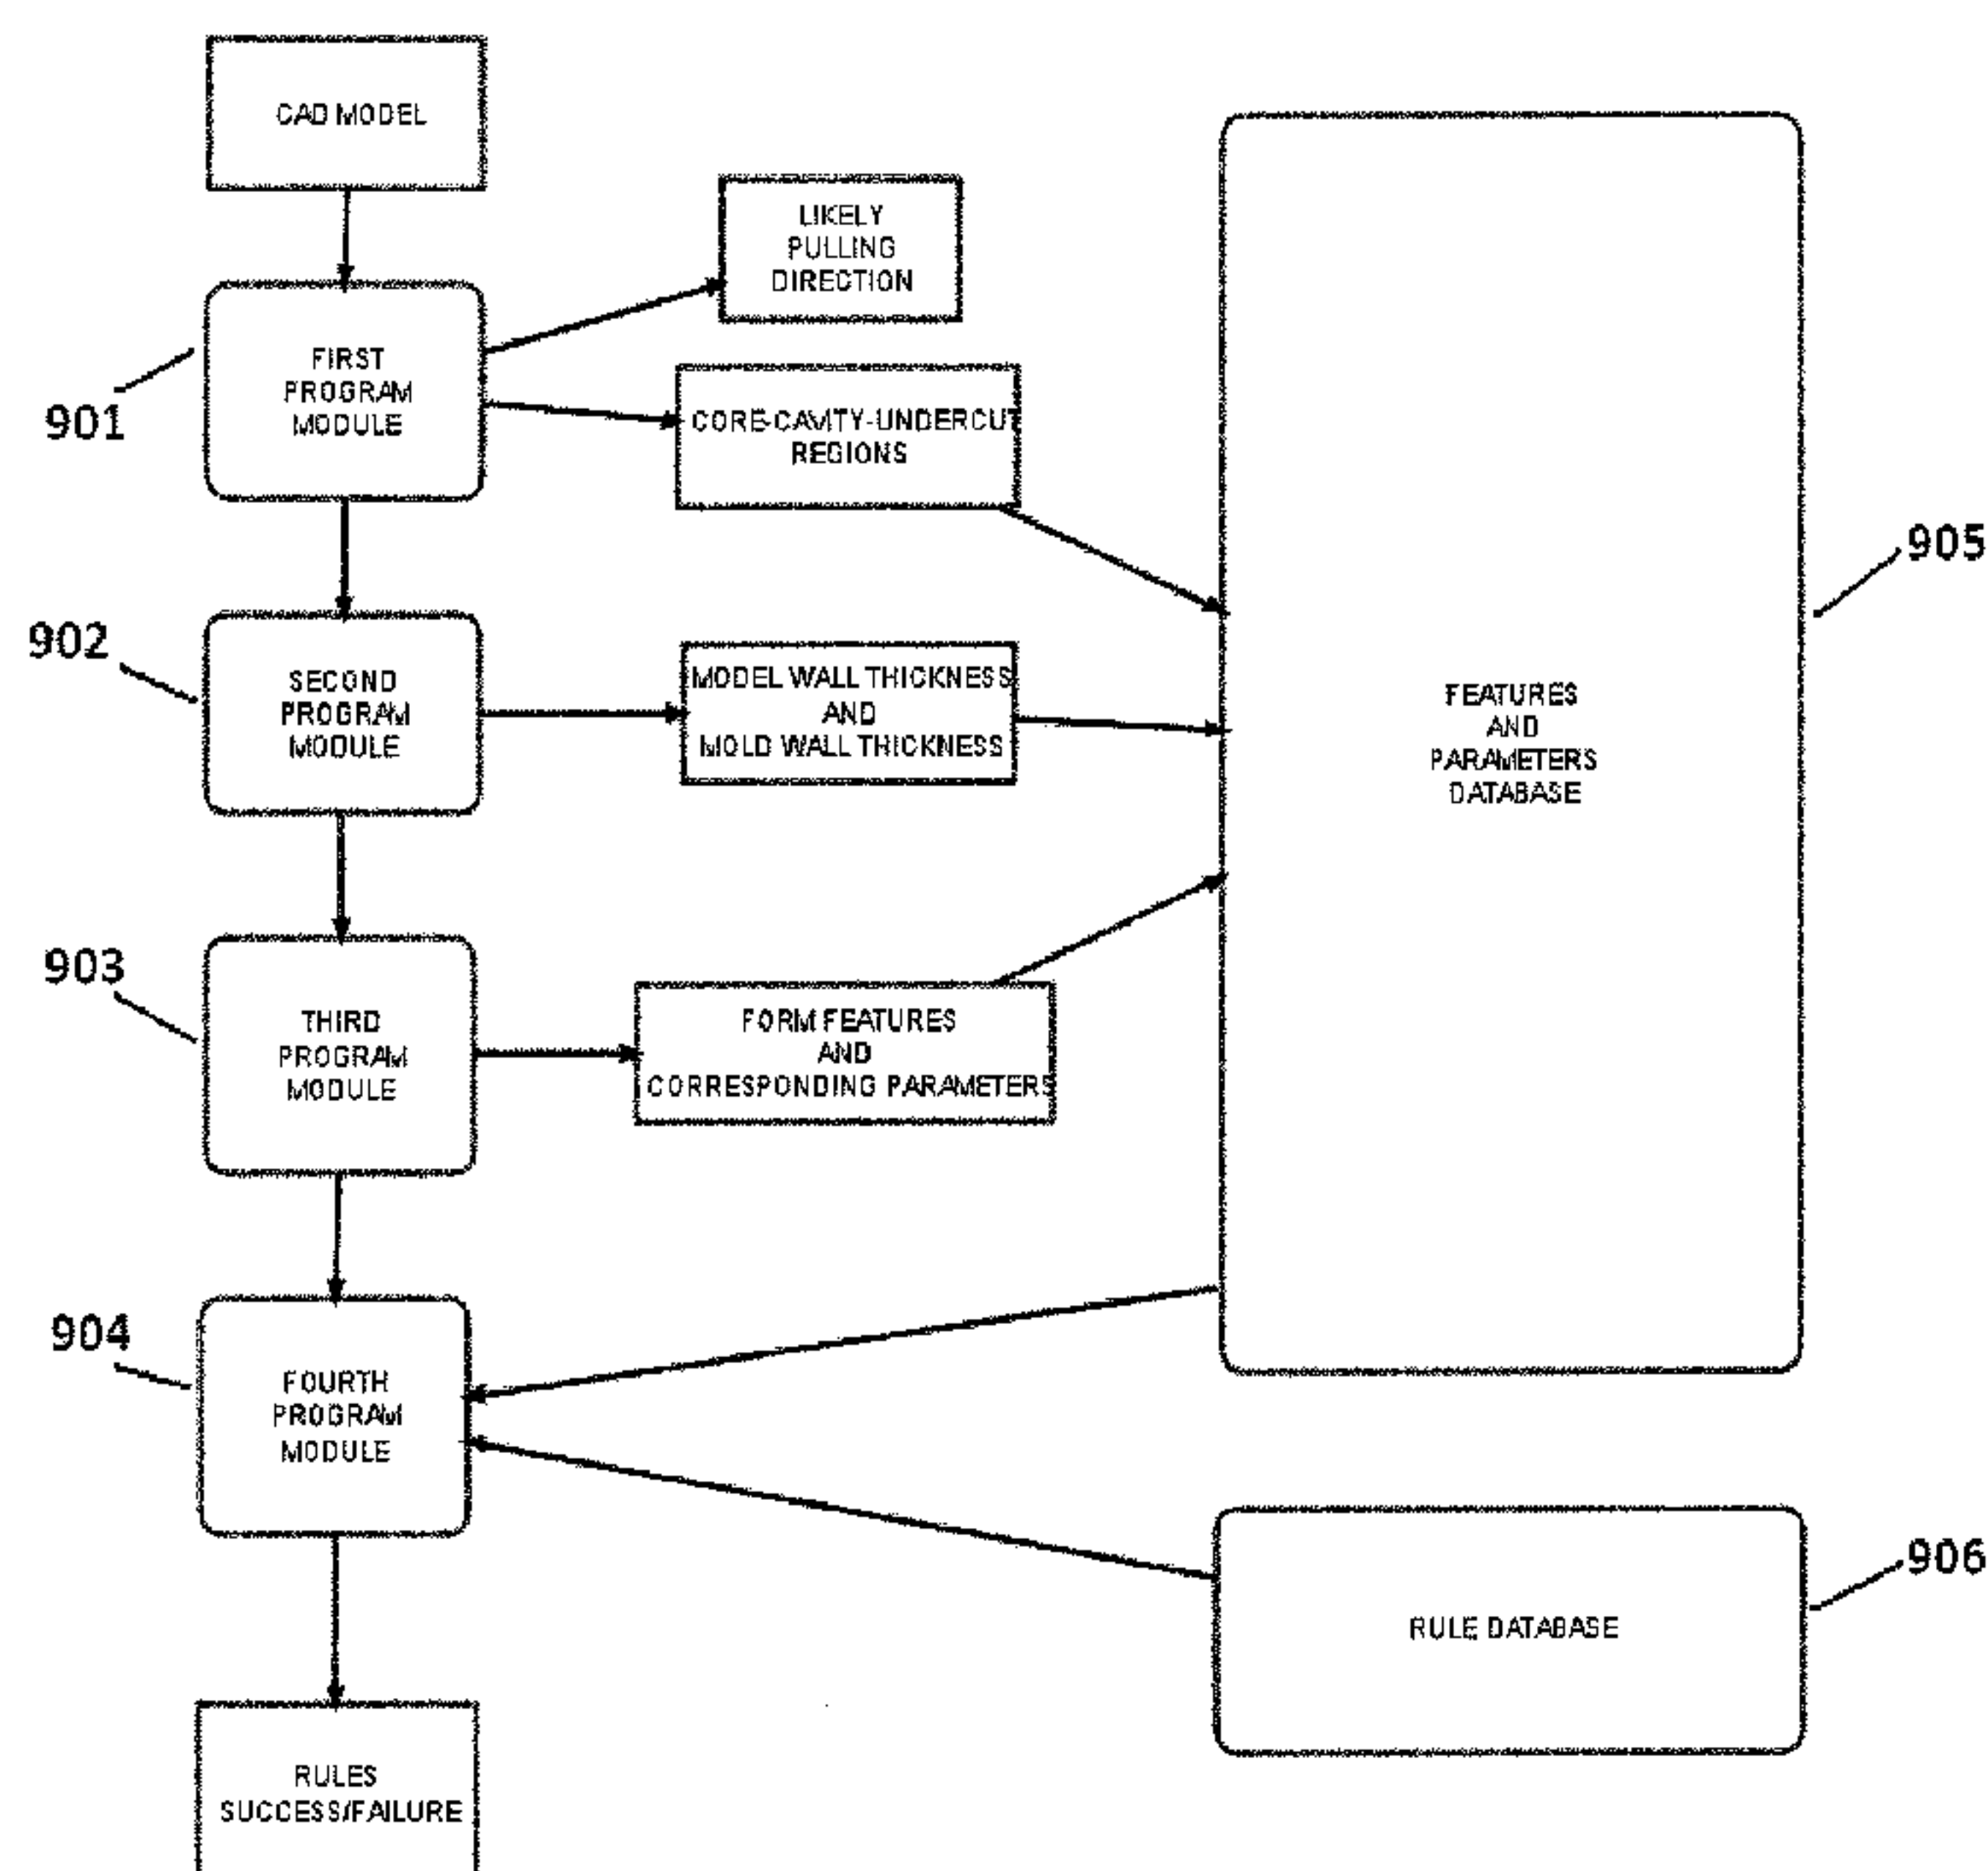 CAD MODEL
LIKELY
PULLING
DIRECTION
FIRST
PROGRAM
MODULE
901
CORE-CAVITY-UNDERCUT
REGIONS
905
902
SECOND
PROGRAM
MODULE
MODEL WALL THICKNESS
AND
MOLD WALL THICKNESS
FEATURES
AND
PARAMETERS
DATABASE
903
THIRD
PROGRAM
MODULE
FORM FEATURES
AND
CORRESPONDING PARAMETERS
904
FOURTH
PROGRAM
MODULE
906
RULE DATABASE
RULES
SUCCESS/FAILURE